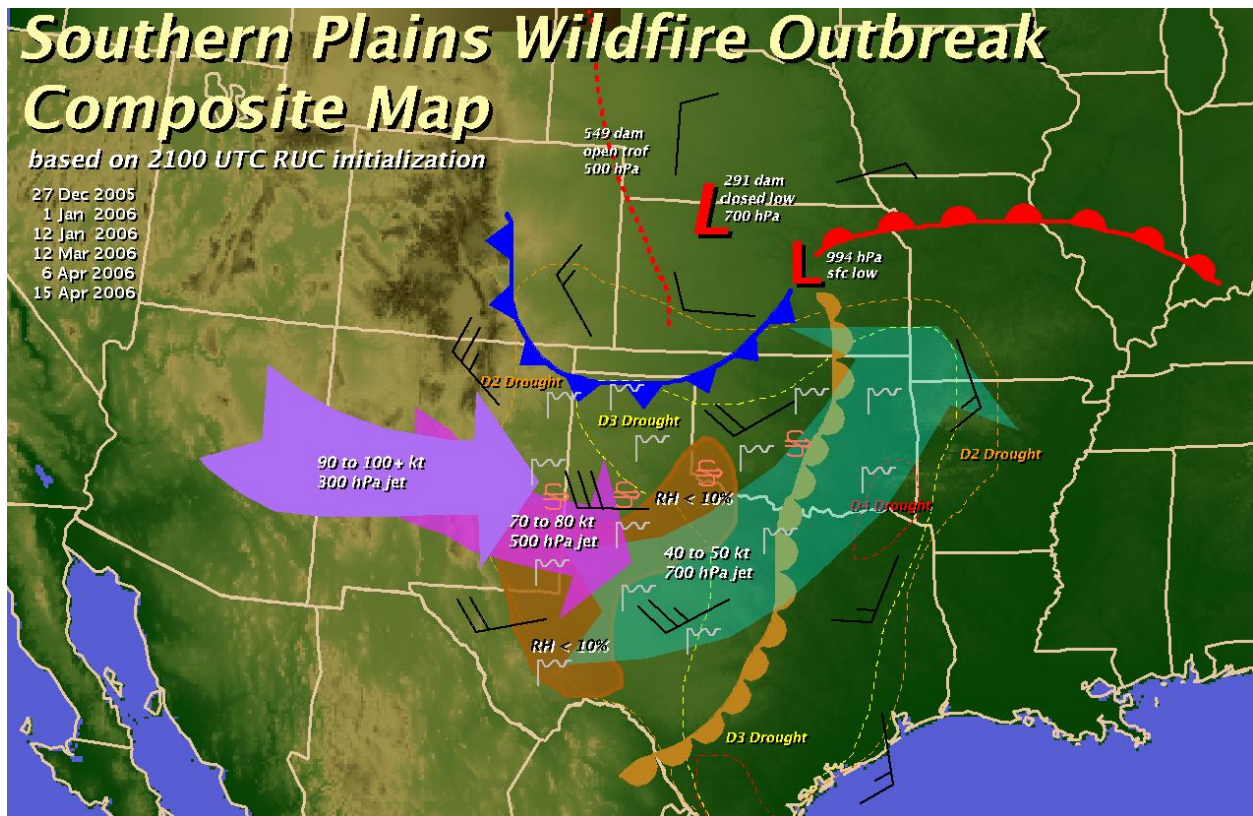 Southern Plains Wildfire Outbreak
Composite Map
based on 2100 UTC RUC initialization
27 Dec 2005
1 Jan 2006
12 Jan 2006
12 Mar 2006
6 Apr 2006
15 Apr 2006
549 dam
open trof
500 hPa
291 dam
closed low
700 hPa
L
L
994 hPa
sfc low
D2 Drought
D3 Drought
90 to 100+ kt
300 hPa jet
D2 Drought
RH < 10%
D4 Drought
70 to 80 kt
500 hPa jet
40 to 50 kt
700 hPa jet
RH < 10%
D3 Drought